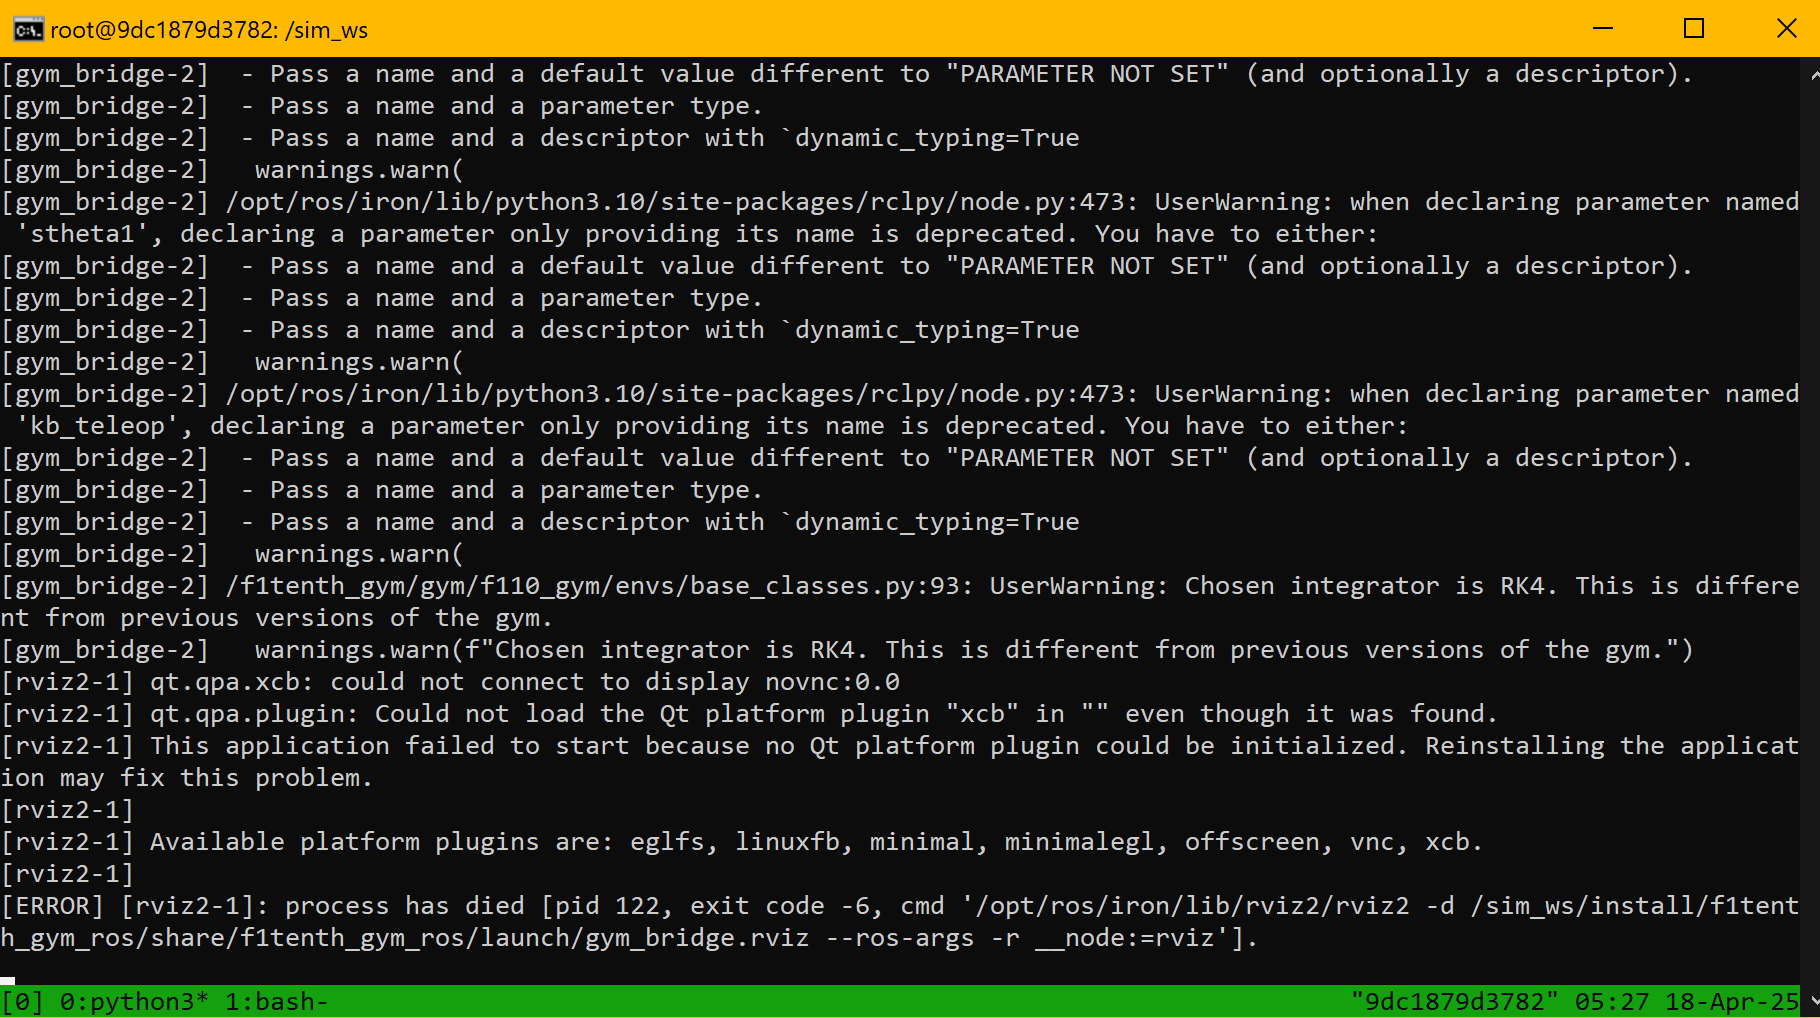 root@9dc1879d3782: /sim_ws
[gym_bridge-2]  - Pass a name and a default value different to "PARAMETER NOT SET" (and optionally a descriptor).
[gym_bridge-2]  - Pass a name and a parameter type.
[gym_bridge-2]  - Pass a name and a descriptor with `dynamic_typing=True
[gym_bridge-2]   warnings.warn(
[gym_bridge-2] /opt/ros/iron/lib/python3.10/site-packages/rclpy/node.py:473: UserWarning: when declaring parameter named
 'stheta1', declaring a parameter only providing its name is deprecated. You have to either:
[gym_bridge-2]  - Pass a name and a default value different to "PARAMETER NOT SET" (and optionally a descriptor).
[gym_bridge-2]  - Pass a name and a parameter type.
[gym_bridge-2]  - Pass a name and a descriptor with `dynamic_typing=True
[gym_bridge-2]   warnings.warn(
[gym_bridge-2] /opt/ros/iron/lib/python3.10/site-packages/rclpy/node.py:473: UserWarning: when declaring parameter named
 'kb_teleop', declaring a parameter only providing its name is deprecated. You have to either:
[gym_bridge-2]  - Pass a name and a default value different to "PARAMETER NOT SET" (and optionally a descriptor).
[gym_bridge-2]  - Pass a name and a parameter type.
[gym_bridge-2]  - Pass a name and a descriptor with `dynamic_typing=True
[gym_bridge-2]   warnings.warn(
[gym_bridge-2] /f1tenth_gym/gym/f110_gym/envs/base_classes.py:93: UserWarning: Chosen integrator is RK4. This is differe
nt from previous versions of the gym.
[gym_bridge-2]   warnings.warn(f"Chosen integrator is RK4. This is different from previous versions of the gym.")
[rviz2-1] qt.qpa.xcb: could not connect to display novnc:0.0
[rviz2-1] qt.qpa.plugin: Could not load the Qt platform plugin "xcb" in "" even though it was found.
[rviz2-1] This application failed to start because no Qt platform plugin could be initialized. Reinstalling the applicat
ion may fix this problem.
[rviz2-1]
[rviz2-1] Available platform plugins are: eglfs, linuxfb, minimal, minimalegl, offscreen, vnc, xcb.
[rviz2-1]
[ERROR] [rviz2-1]: process has died [pid 122, exit code -6, cmd '/opt/ros/iron/lib/rviz2/rviz2 -d /sim_ws/install/f1tent
h_gym_ros/share/f1tenth_gym_ros/launch/gym_bridge.rviz --ros-args -r __node:=rviz'].
[0] 0:python3* 1:bash-    "9dc1879d3782" 05:27 18-Apr-25